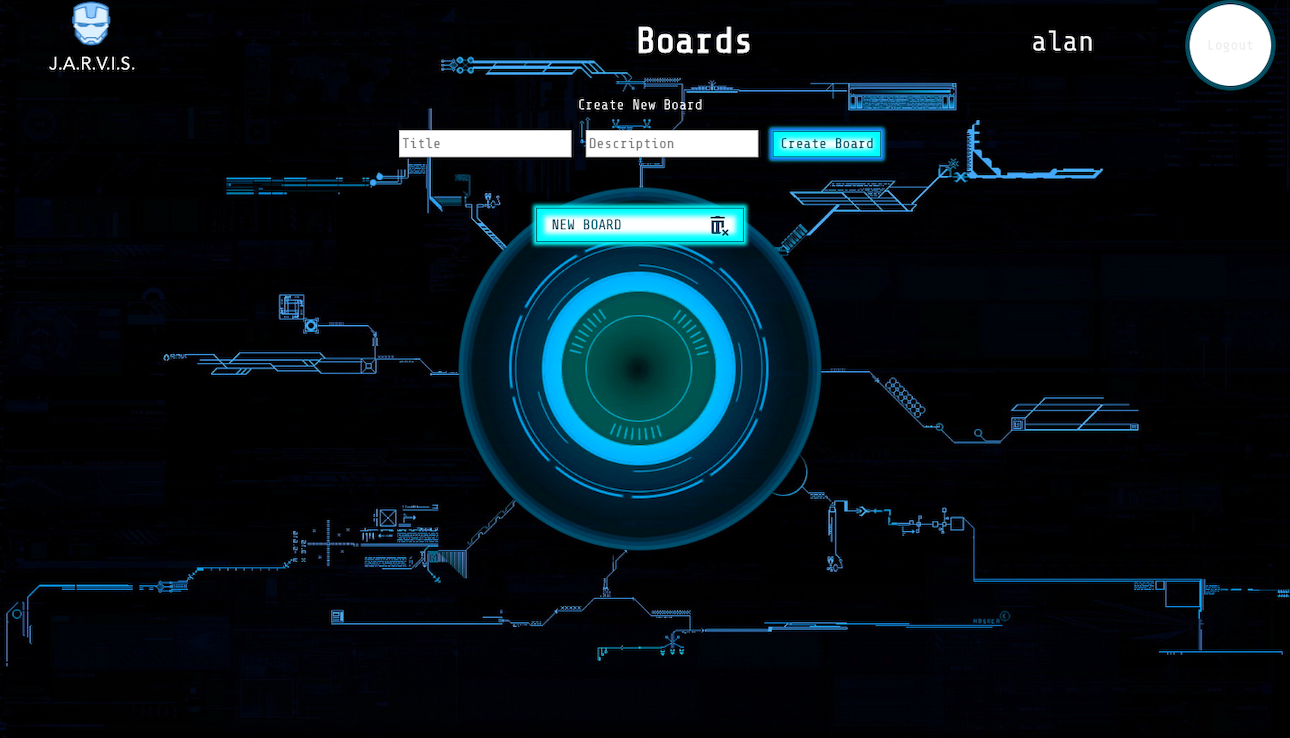 J.A.R.V.I.S.
Boards
alan
Logout
Create New Board
Title
Description
Create Board
NEW BOARD